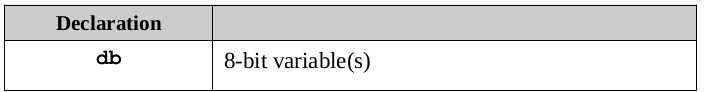 Declaration
db 8-bit variable(s)